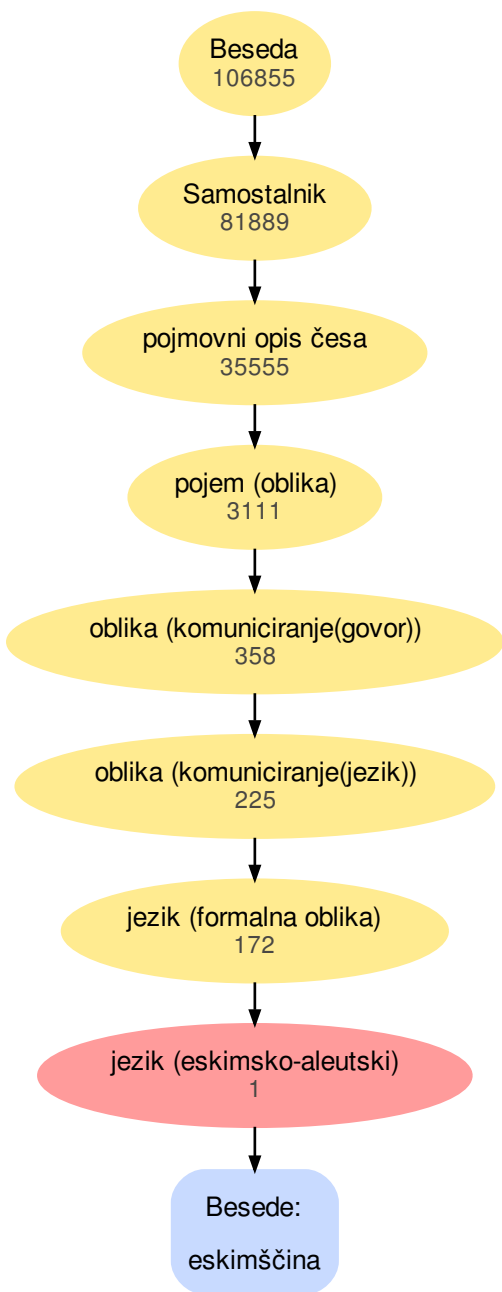 Beseda
106855
Samostalnik
81889
pojmovni opis česa
35555
pojem (oblika)
3111
oblika (komuniciranje(govor))
358
oblika (komuniciranje(jezik))
225
jezik (formalna oblika)
172
jezik (eskimsko-aleutski)
1
Besede:
eskimščina